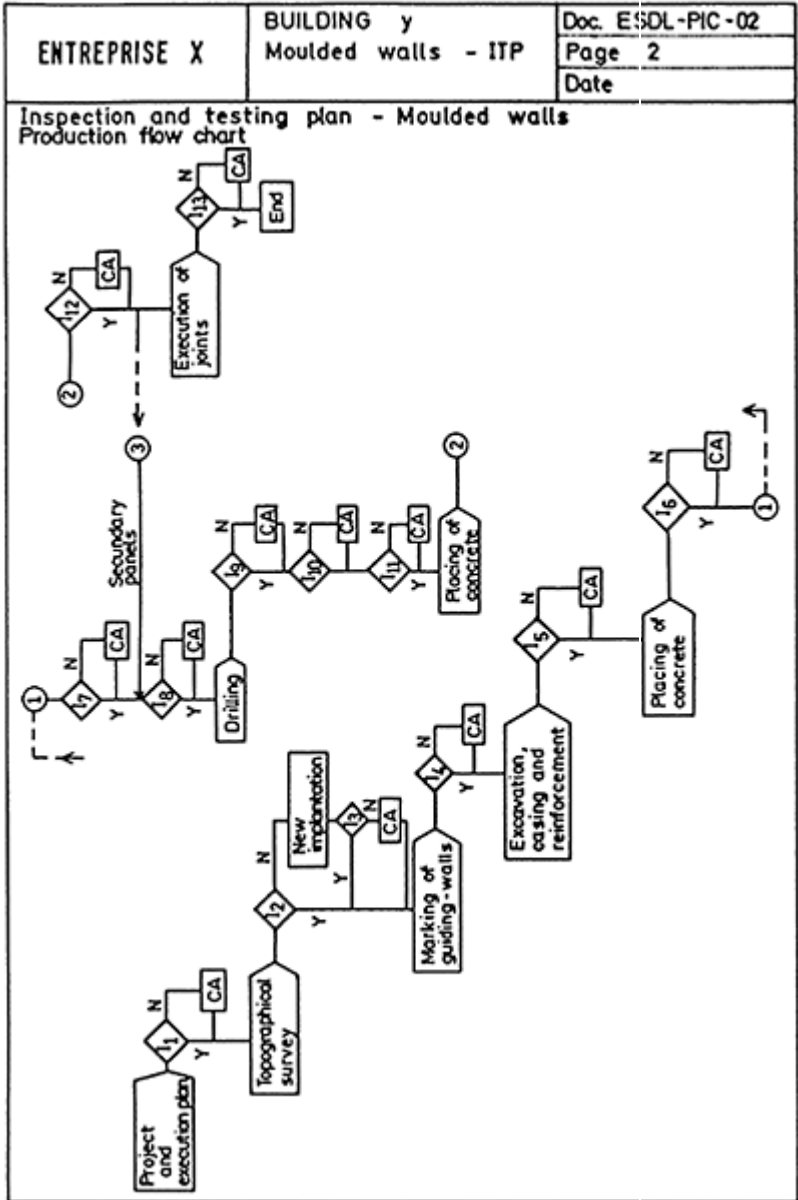 ENTREPRISE X
BUILDING y
Moulded walls - ITP
Doc. ESDL-PIC-02
Page 2
Date
Inspection and testing plan - Moulded walls
Production flow chart
Project
and
execution plan
I1
N
Y
CA
Topographical
survey
I2
N
Y
New
implantation
I3
N
Y
CA
Marking of
guiding-walls
I4
N
Y
CA
Excavation,
casing and
reinforcement
I5
N
Y
CA
Placing of
concrete
I6
N
Y
CA
1
1
I7
N
Y
CA
Secundary
panels
3
I8
N
Y
CA
Drilling
I9
N
Y
CA
I10
N
CA
I11
N
Y
CA
Placing of
concrete
2
2
I12
N
Y
CA
Execution of
joints
I13
N
Y
CA
End